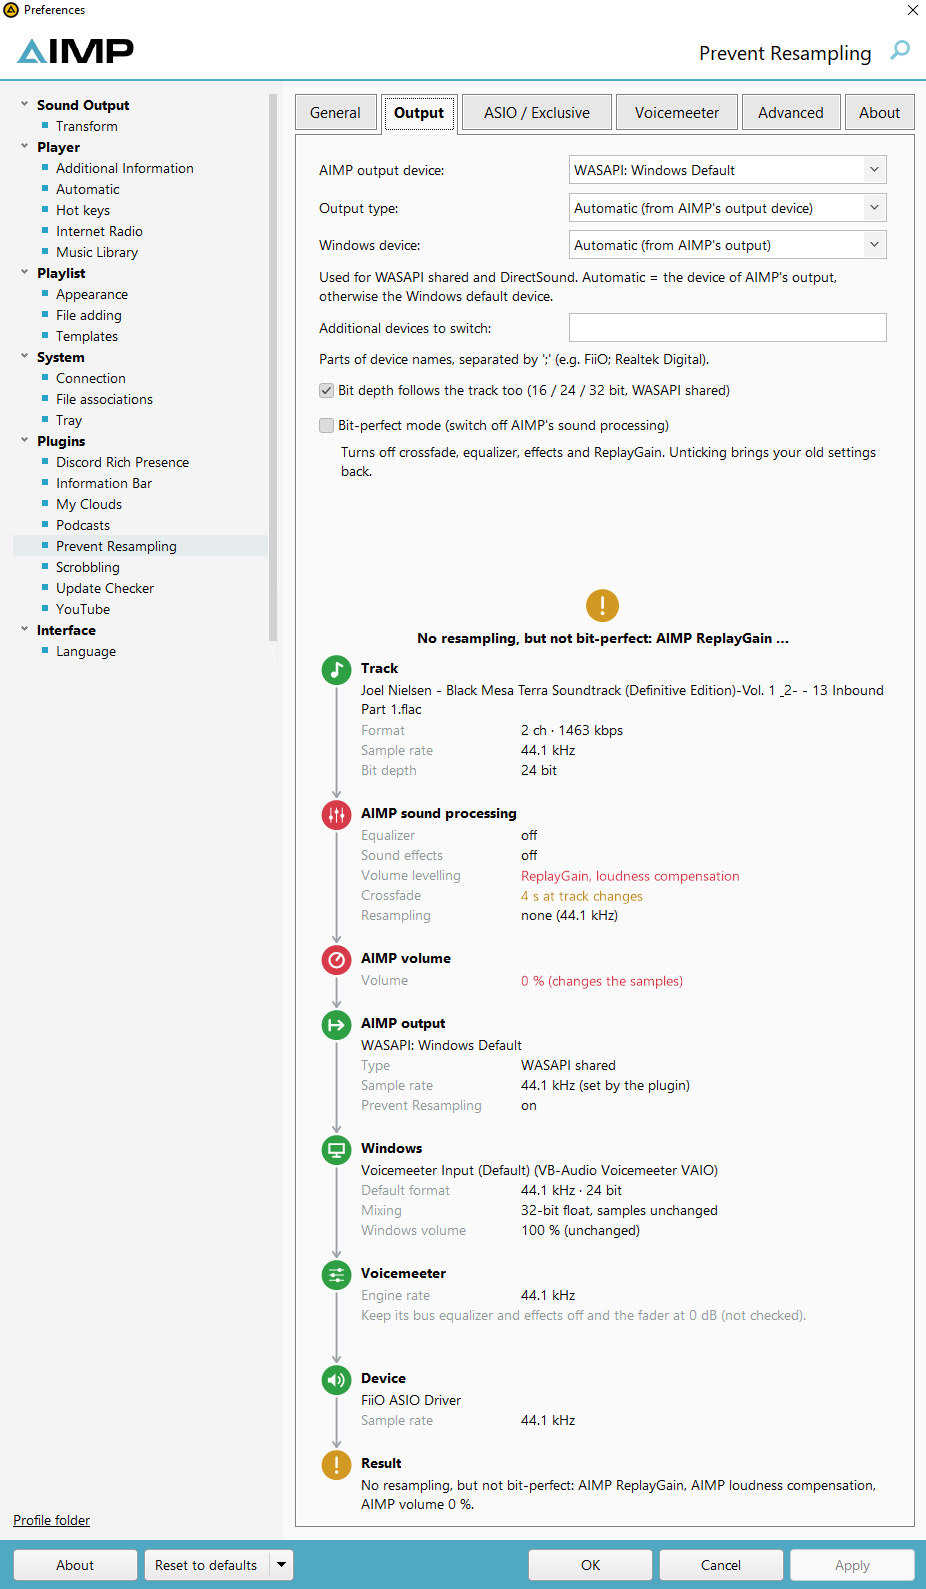 Preferences
AIMP
Prevent Resampling
Sound Output
Transform
Player
Additional Information
Automatic
Hot keys
Internet Radio
Music Library
Playlist
Appearance
File adding
Templates
System
Connection
File associations
Tray
Plugins
Discord Rich Presence
Information Bar
My Clouds
Podcasts
Prevent Resampling
Scrobbling
Update Checker
YouTube
Interface
Language
Profile folder
General
Output
ASIO / Exclusive
Voicemeeter
Advanced
About
AIMP output device: WASAPI: Windows Default
Output type: Automatic (from AIMP's output device)
Windows device: Automatic (from AIMP's output)
Used for WASAPI shared and DirectSound. Automatic = the device of AIMP's output,
otherwise the Windows default device.
Additional devices to switch:
Parts of device names, separated by ';' (e.g. FiiO; Realtek Digital).
Bit depth follows the track too (16 / 24 / 32 bit, WASAPI shared)
Bit-perfect mode (switch off AIMP's sound processing)
Turns off crossfade, equalizer, effects and ReplayGain. Unticking brings your old settings
back.
No resampling, but not bit-perfect: AIMP ReplayGain ...
Track
Joel Nielsen - Black Mesa Terra Soundtrack (Definitive Edition)-Vol. 1 _2- - 13 Inbound
Part 1.flac
Format 2 ch · 1463 kbps
Sample rate 44.1 kHz
Bit depth 24 bit
AIMP sound processing
Equalizer off
Sound effects off
Volume levelling ReplayGain, loudness compensation
Crossfade 4 s at track changes
Resampling none (44.1 kHz)
AIMP volume
Volume 0 % (changes the samples)
AIMP output
WASAPI: Windows Default
Type WASAPI shared
Sample rate 44.1 kHz (set by the plugin)
Prevent Resampling on
Windows
Voicemeeter Input (Default) (VB-Audio Voicemeeter VAIO)
Default format 44.1 kHz · 24 bit
Mixing 32-bit float, samples unchanged
Windows volume 100 % (unchanged)
Voicemeeter
Engine rate 44.1 kHz
Keep its bus equalizer and effects off and the fader at 0 dB (not checked).
Device
FiiO ASIO Driver
Sample rate 44.1 kHz
Result
No resampling, but not bit-perfect: AIMP ReplayGain, AIMP loudness compensation,
AIMP volume 0 %.
About
Reset to defaults
OK
Cancel
Apply